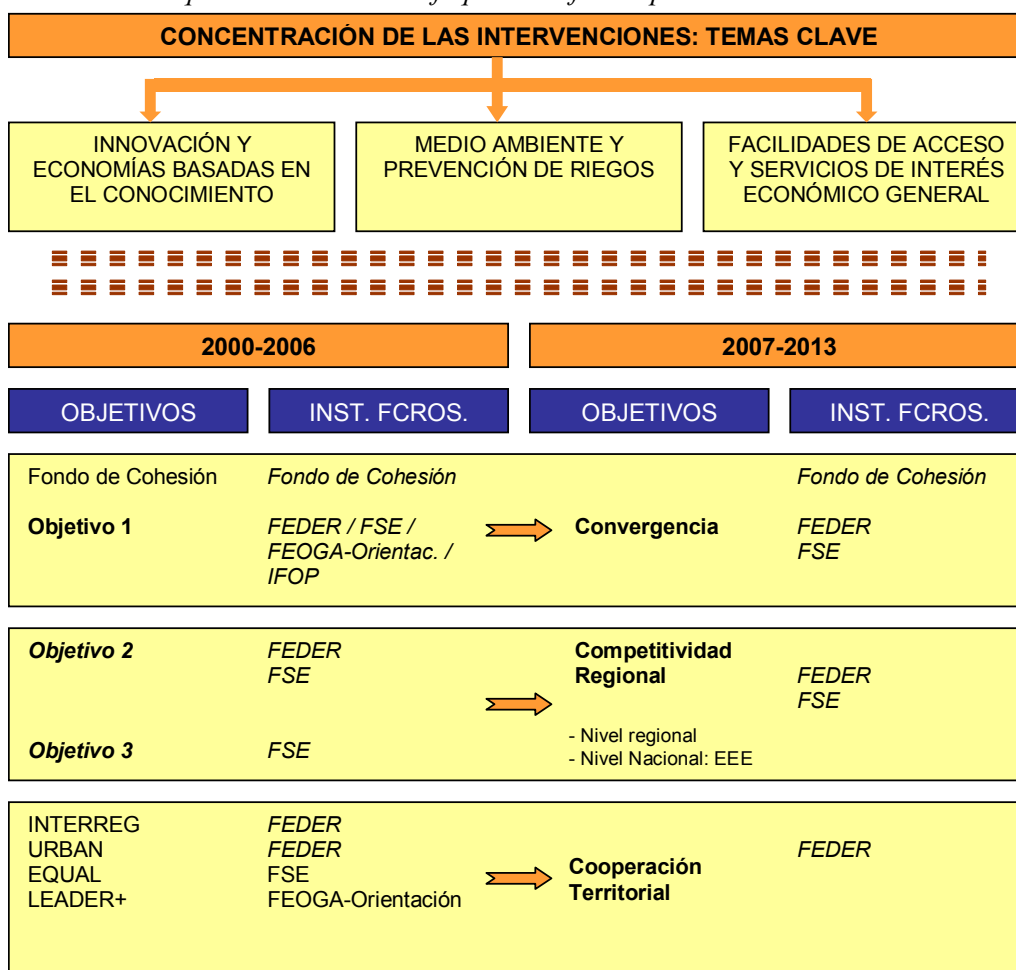 CONCENTRACIÓN DE LAS INTERVENCIONES: TEMAS CLAVE
INNOVACIÓN Y
ECONOMÍAS BASADAS EN
EL CONOCIMIENTO
MEDIO AMBIENTE Y
PREVENCIÓN DE RIEGOS
FACILIDADES DE ACCESO
Y SERVICIOS DE INTERÉS
ECONÓMICO GENERAL
2000-2006
2007-2013
OBJETIVOS
INST. FCROS.
OBJETIVOS
INST. FCROS.
Fondo de Cohesión
Fondo de Cohesión
Fondo de Cohesión
Objetivo 1
FEDER / FSE /
FEOGA-Orientac. /
IFOP
Convergencia
FEDER
FSE
Objetivo 2
FEDER
FSE
Competitividad
Regional
FEDER
FSE
Objetivo 3
FSE
- Nivel regional
- Nivel Nacional: EEE
INTERREG
FEDER
URBAN
FEDER
EQUAL
FSE
LEADER+
FEOGA-Orientación
Cooperación
Territorial
FEDER